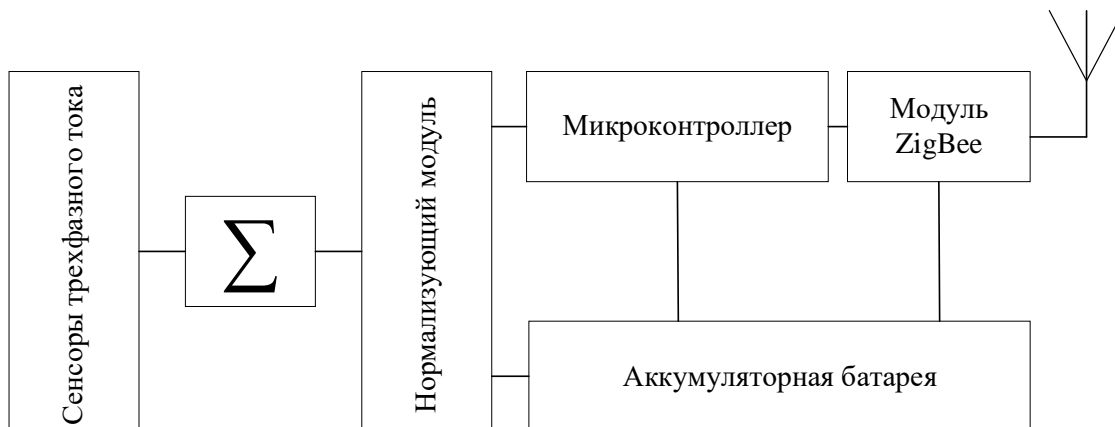 Сенсоры трехфазного тока
∑
Нормализующий модуль
Микроконтроллер
Модуль
ZigBee
Аккумуляторная батарея